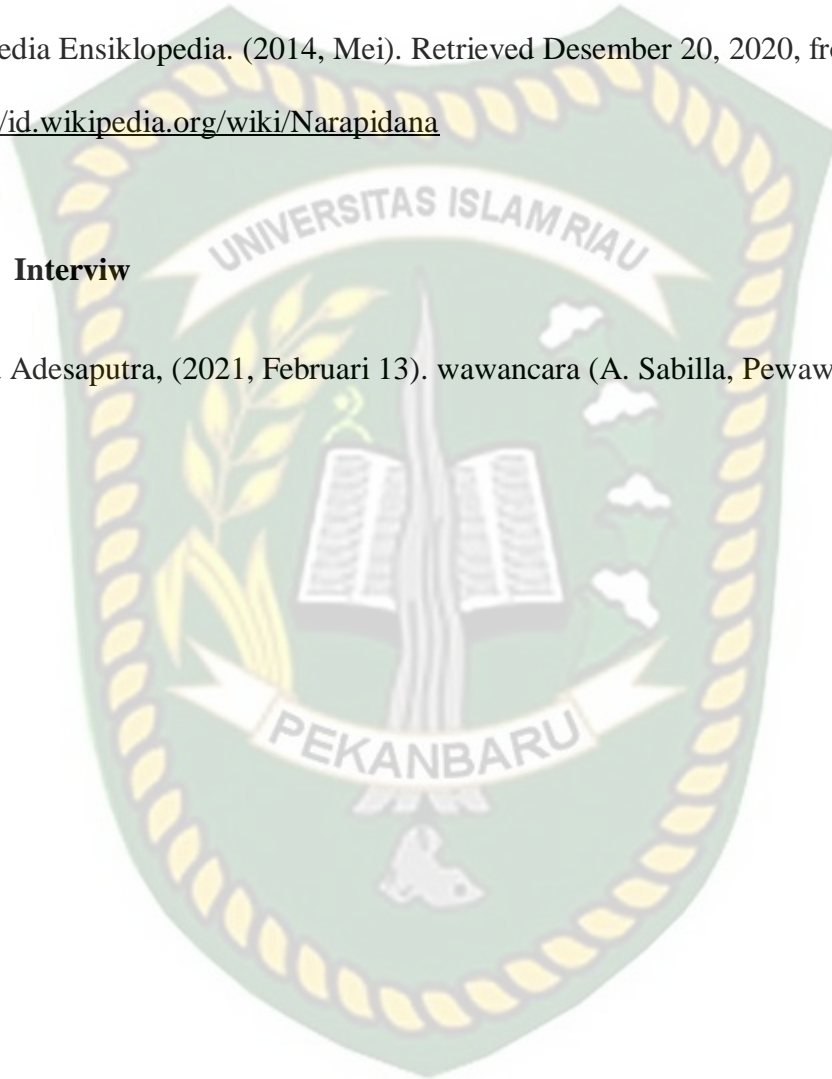 edia Ensiklopedia. (2014, Mei). Retrieved Desember 20, 2020, fro
/id.wikipedia.org/wiki/Narapidana
UNIVERSITAS ISLAM RIAU
Interviw
Adesaputra, (2021, Februari 13). wawancara (A. Sabilla, Pewaw
PEKANBARU